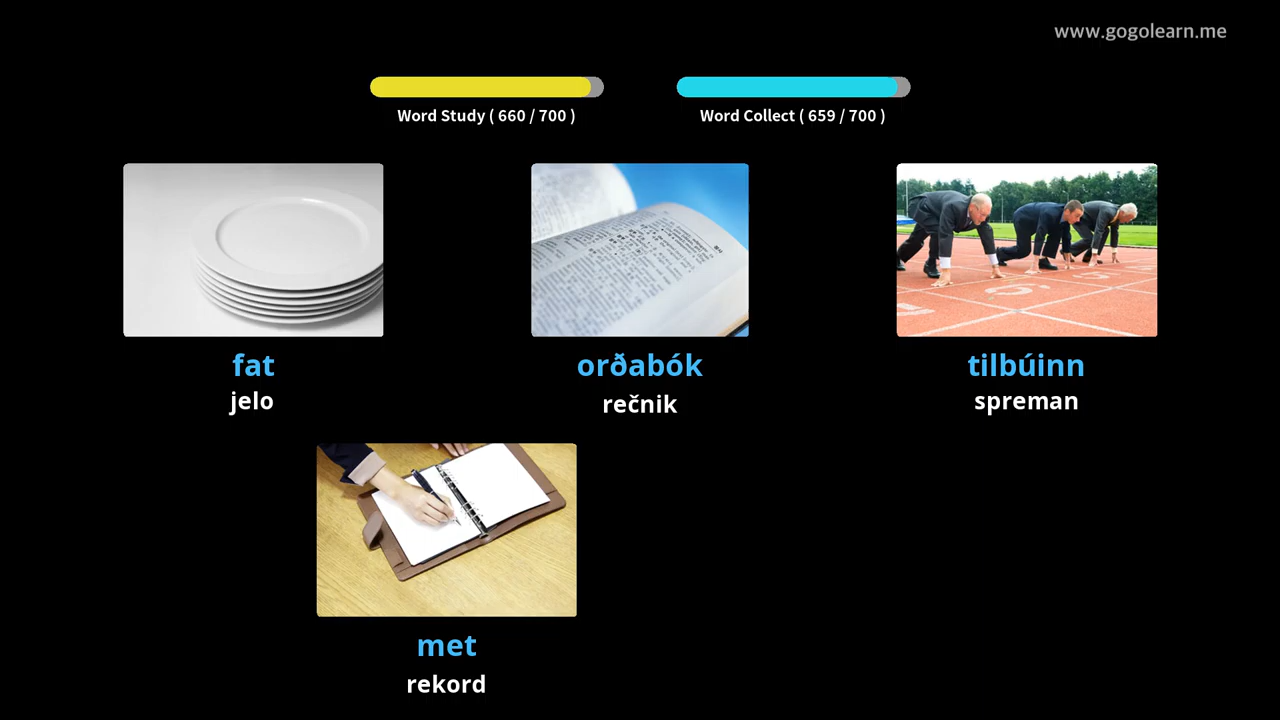 www.gogolearn.me
Word Study ( 660 / 700 )
Word Collect ( 659 / 700 )
fat
jelo
orðabók
rečnik
tilbúinn
spreman
met
rekord